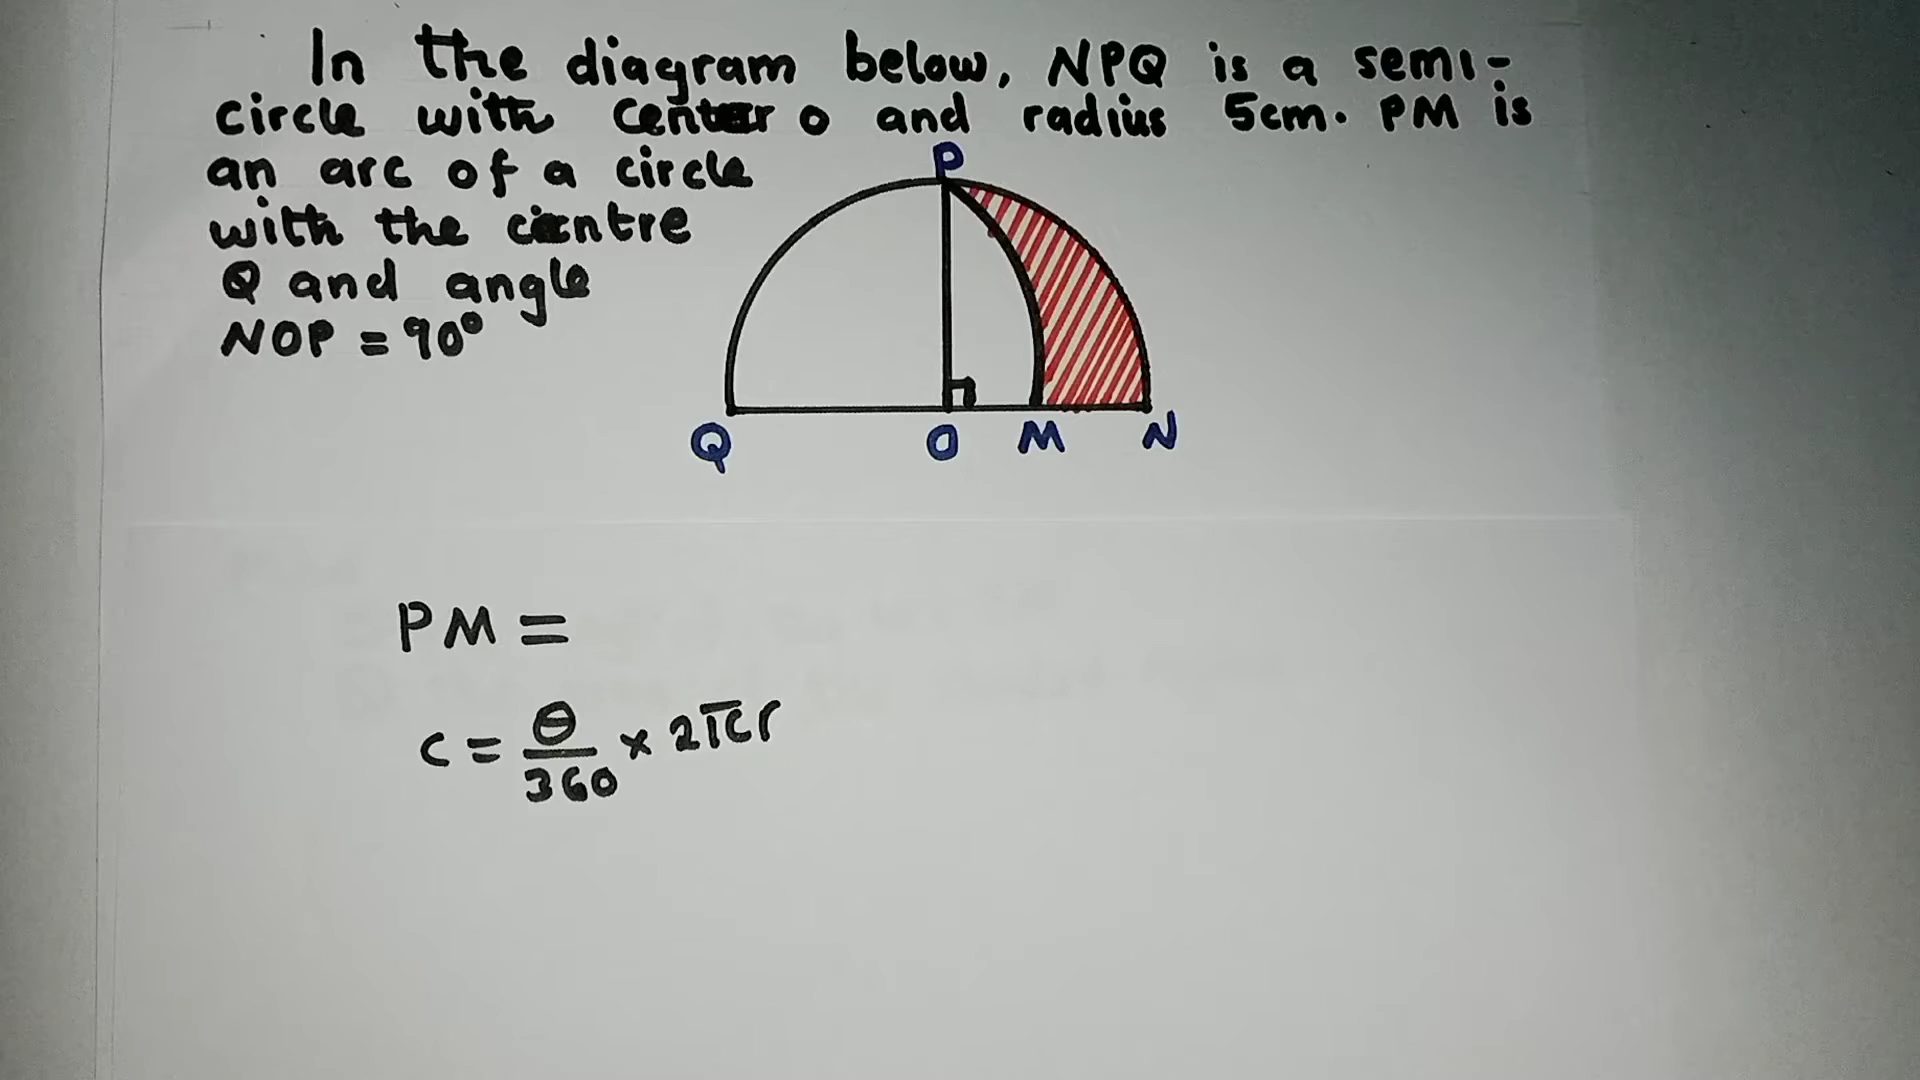 In the diagram below, NPQ is a semi-
circle with center O and radius 5cm. PM is
an arc of a circle
with the centre
Q and angle
NOP = 90°
P
Q
O
M
N
PM =
C = θ/360 × 2πr